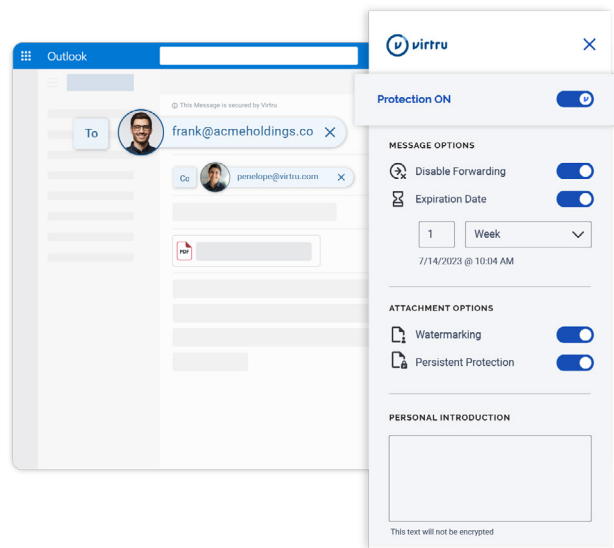 Outlook
This Message is secured by Virtru
To
frank@acmeholdings.co
Cc
penelope@virtru.com
PDF
virtru
Protection ON
MESSAGE OPTIONS
Disable Forwarding
Expiration Date
1 Week
7/14/2023 @ 10:04 AM
ATTACHMENT OPTIONS
Watermarking
Persistent Protection
PERSONAL INTRODUCTION
This text will not be encrypted